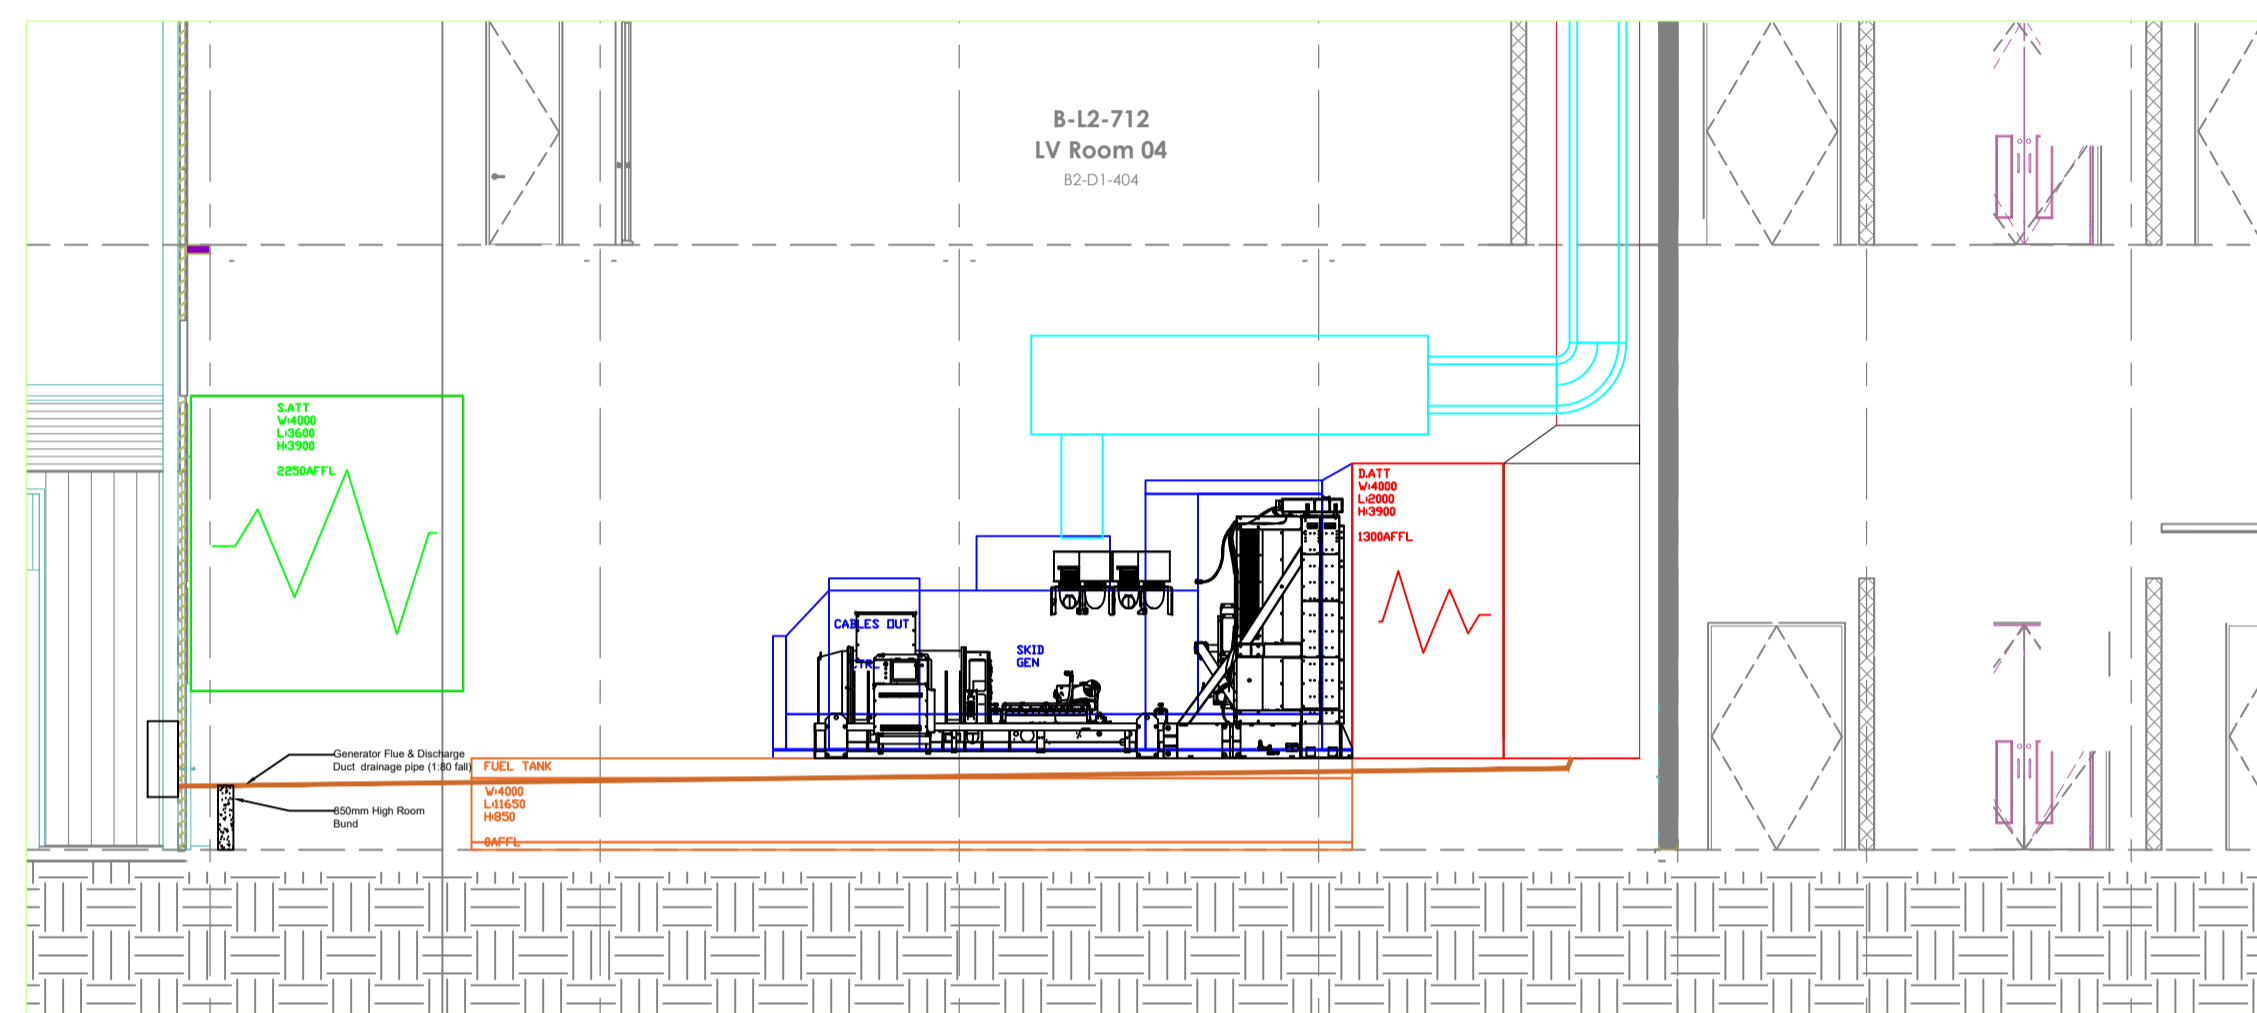 B-L2-712
LV Room 04
B2-D1-404
S.ATT
W:4000
L:3600
H:3900
2250AFFL
D.ATT
W:4000
L:2000
H:3900
1300AFFL
CABLES OUT
CTRL
SKID
GEN
Generator Flue & Discharge
Duct drainage pipe (1:80 fall)
850mm High Room
Bund
FUEL TANK
W:4000
L:11650
H:850
0AFFL